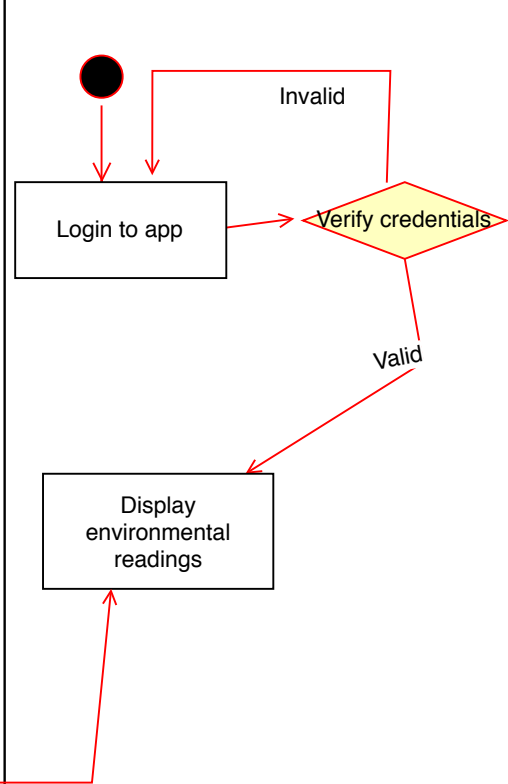 Invalid
Login to app
Verify credentials
Valid
Display
environmental
readings